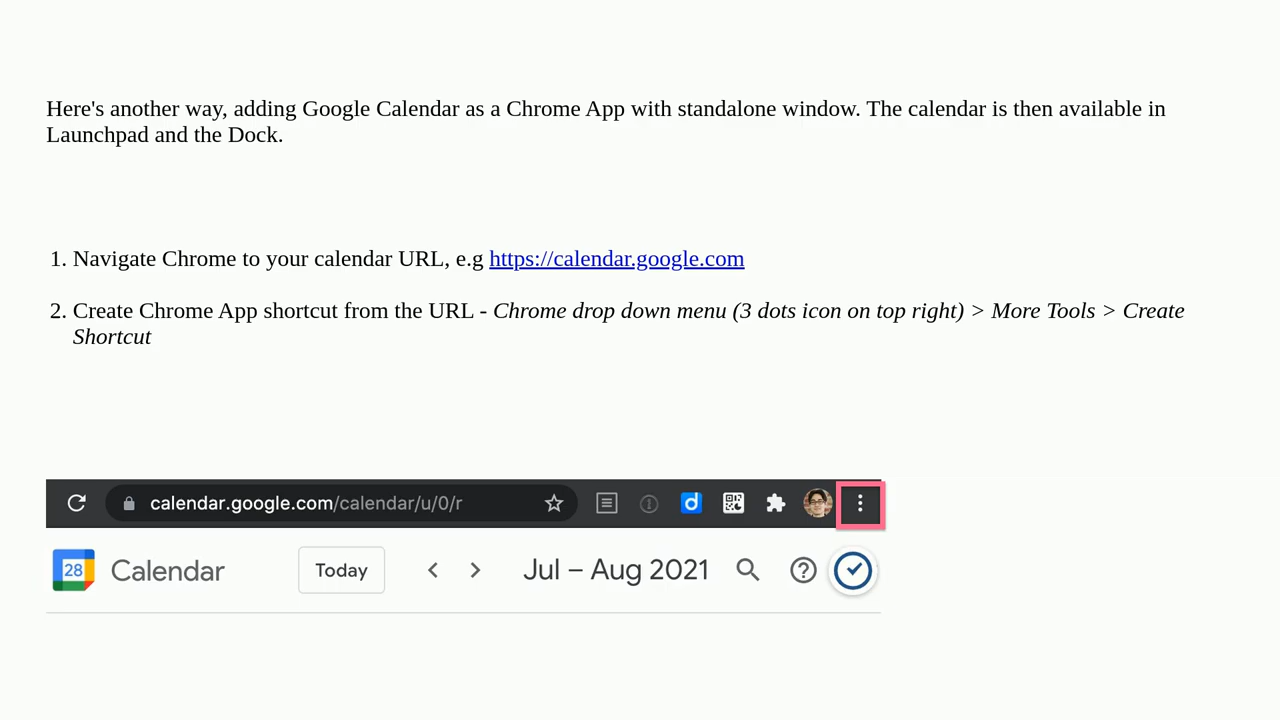 Here's another way, adding Google Calendar as a Chrome App with standalone window. The calendar is then available in
Launchpad and the Dock.
1. Navigate Chrome to your calendar URL, e.g https://calendar.google.com
2. Create Chrome App shortcut from the URL - Chrome drop down menu (3 dots icon on top right) > More Tools > Create
Shortcut
calendar.google.com/calendar/u/0/r
28 Calendar Today Jul – Aug 2021